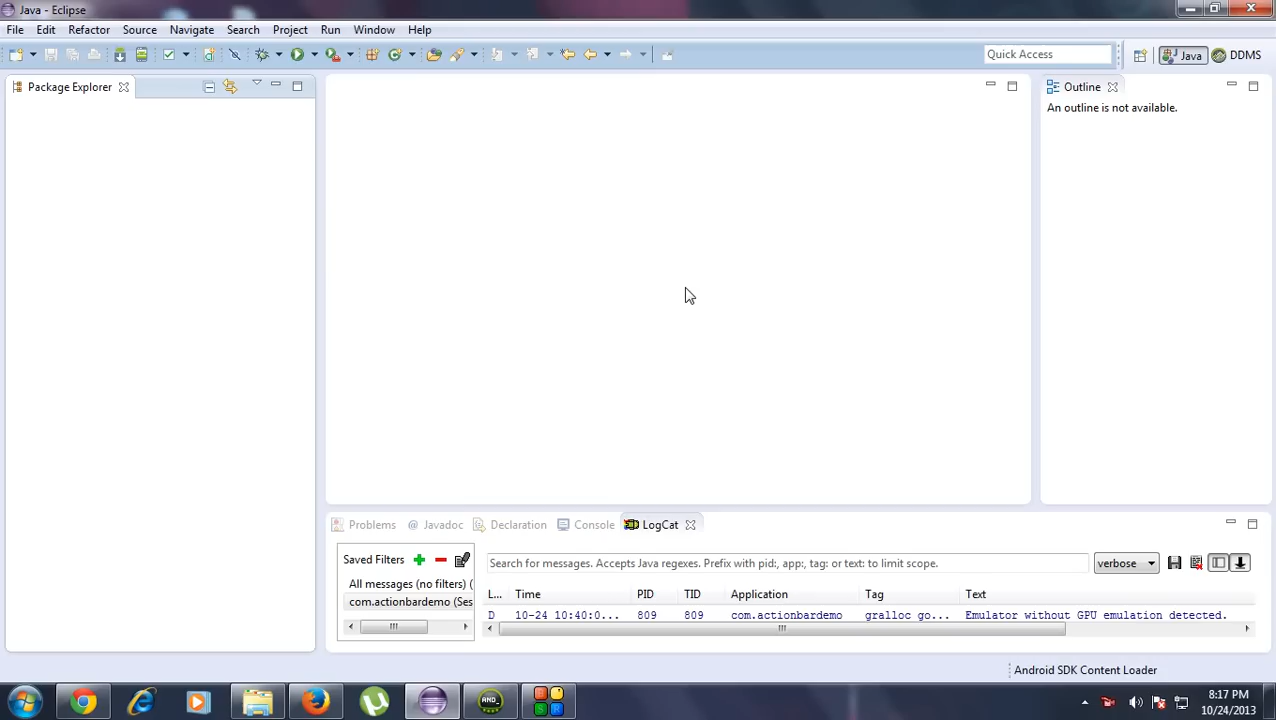 Java - Eclipse
File Edit Refactor Source Navigate Search Project Run Window Help
Quick Access
Java
DDMS
Package Explorer
Outline
An outline is not available.
Problems
@ Javadoc
Declaration
Console
LogCat
Saved Filters
All messages (no filters) (
com.actionbardemo (Ses
Search for messages. Accepts Java regexes. Prefix with pid:, app:, tag: or text: to limit scope.
verbose
L... Time PID TID Application Tag Text
D 10-24 10:40:0... 809 809 com.actionbardemo gralloc_go... Emulator without GPU emulation detected.
Android SDK Content Loader
AND_
S R
8:17 PM
10/24/2013